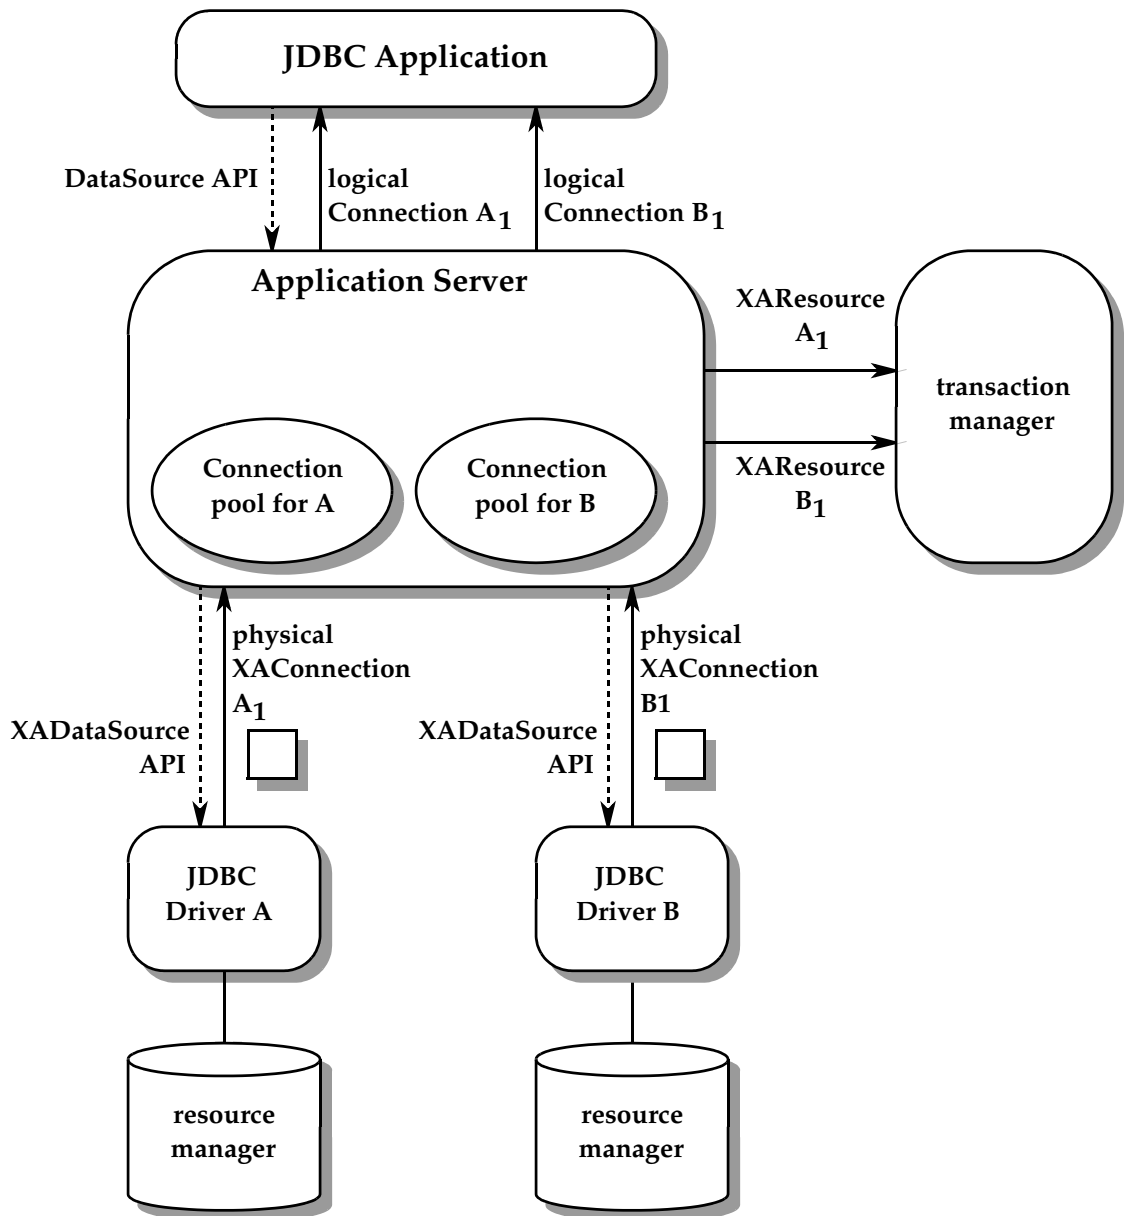 JDBC Application
DataSource API
logical
Connection A1
logical
Connection B1
Application Server
XAResource
A1
transaction
manager
XAResource
B1
Connection
pool for A
Connection
pool for B
physical
XAConnection
A1
XADataSource
API
physical
XAConnection
B1
XADataSource
API
JDBC
Driver A
JDBC
Driver B
resource
manager
resource
manager